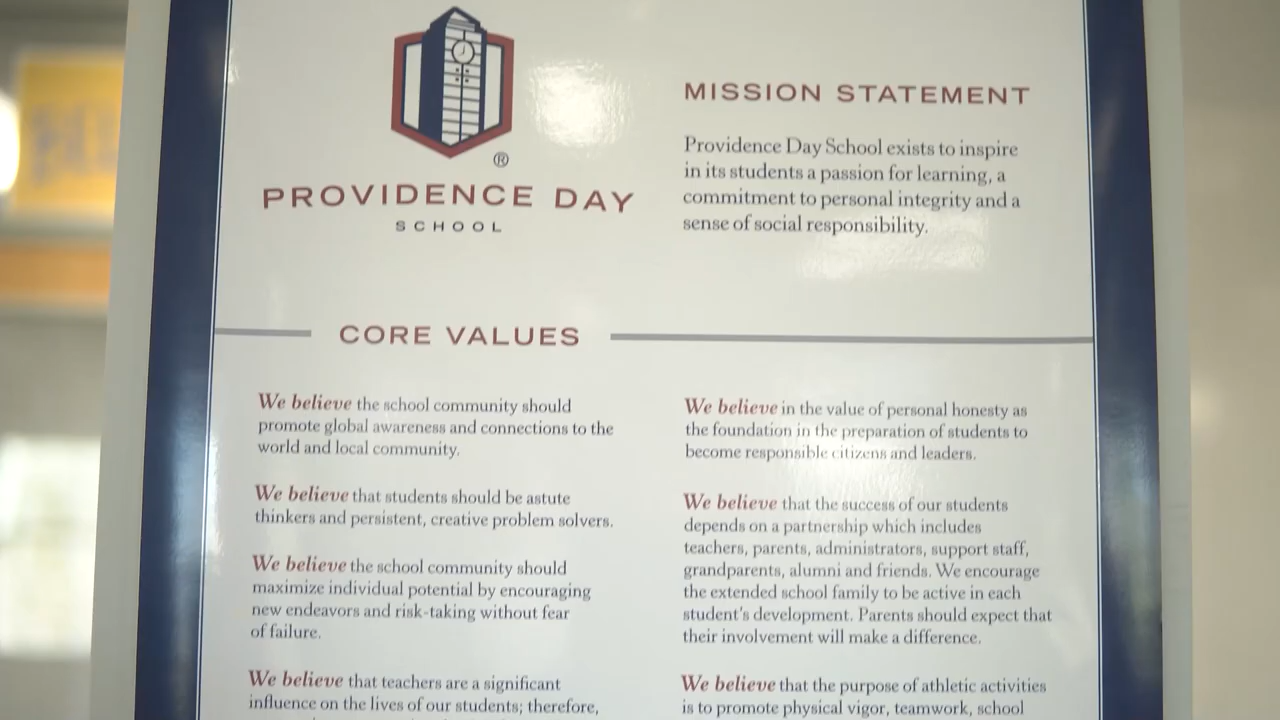 ®
PROVIDENCE DAY
SCHOOL
MISSION STATEMENT
Providence Day School exists to inspire
in its students a passion for learning, a
commitment to personal integrity and a
sense of social responsibility.
CORE VALUES
We believe the school community should
promote global awareness and connections to the
world and local community.
We believe that students should be astute
thinkers and persistent, creative problem solvers.
We believe the school community should
maximize individual potential by encouraging
new endeavors and risk-taking without fear
of failure.
We believe that teachers are a significant
influence on the lives of our students; therefore,
We believe in the value of personal honesty as
the foundation in the preparation of students to
become responsible citizens and leaders.
We believe that the success of our students
depends on a partnership which includes
teachers, parents, administrators, support staff,
grandparents, alumni and friends. We encourage
the extended school family to be active in each
student's development. Parents should expect that
their involvement will make a difference.
We believe that the purpose of athletic activities
is to promote physical vigor, teamwork, school